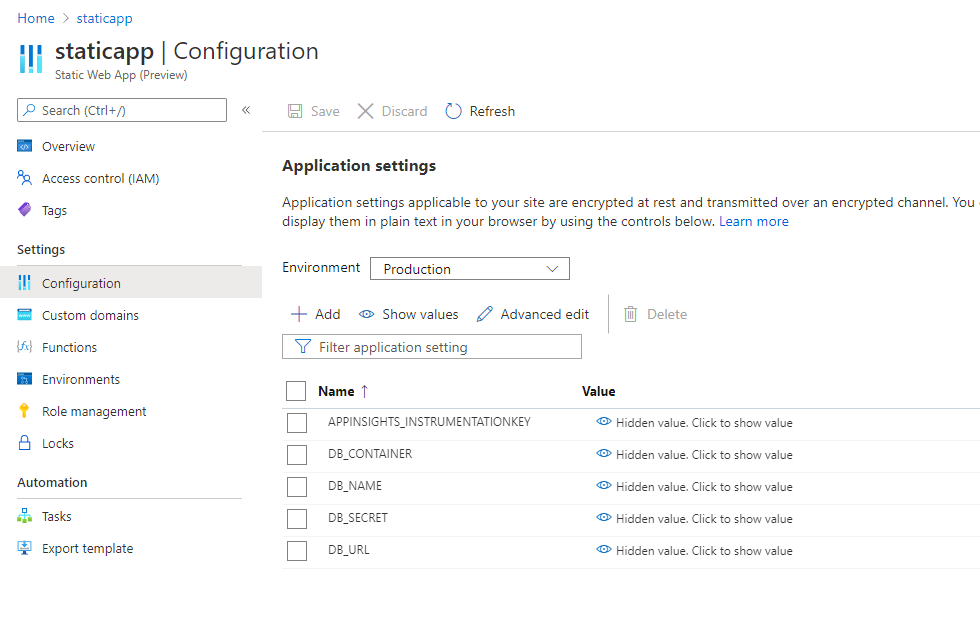 Home > staticapp
staticapp | Configuration
Static Web App (Preview)
Search (Ctrl+/)
«
Save Discard Refresh
Overview
Access control (IAM)
Tags
Settings
Configuration
Custom domains
Functions
Environments
Role management
Locks
Automation
Tasks
Export template
Application settings
Application settings applicable to your site are encrypted at rest and transmitted over an encrypted channel. You
display them in plain text in your browser by using the controls below. Learn more
Environment Production
Add Show values Advanced edit Delete
Filter application setting
Name ↑ Value
APPINSIGHTS_INSTRUMENTATIONKEY Hidden value. Click to show value
DB_CONTAINER Hidden value. Click to show value
DB_NAME Hidden value. Click to show value
DB_SECRET Hidden value. Click to show value
DB_URL Hidden value. Click to show value